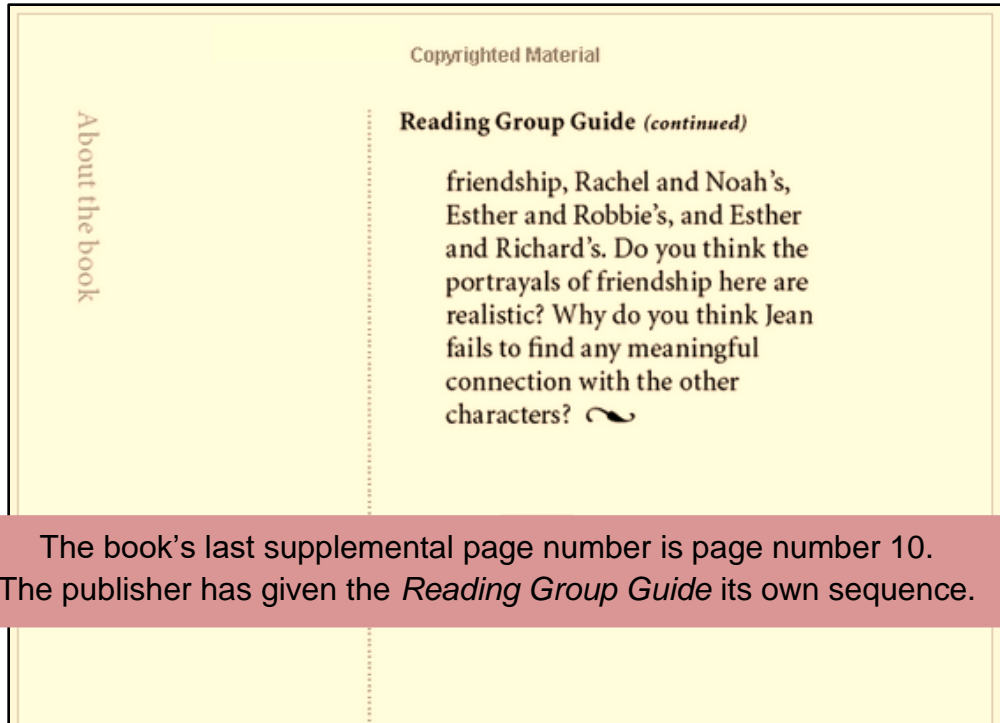 Copyrighted Material
About the book
Reading Group Guide (continued)
friendship, Rachel and Noah’s,
Esther and Robbie’s, and Esther
and Richard’s. Do you think the
portrayals of friendship here are
realistic? Why do you think Jean
fails to find any meaningful
connection with the other
characters?
The book’s last supplemental page number is page number 10.
The publisher has given the Reading Group Guide its own sequence.